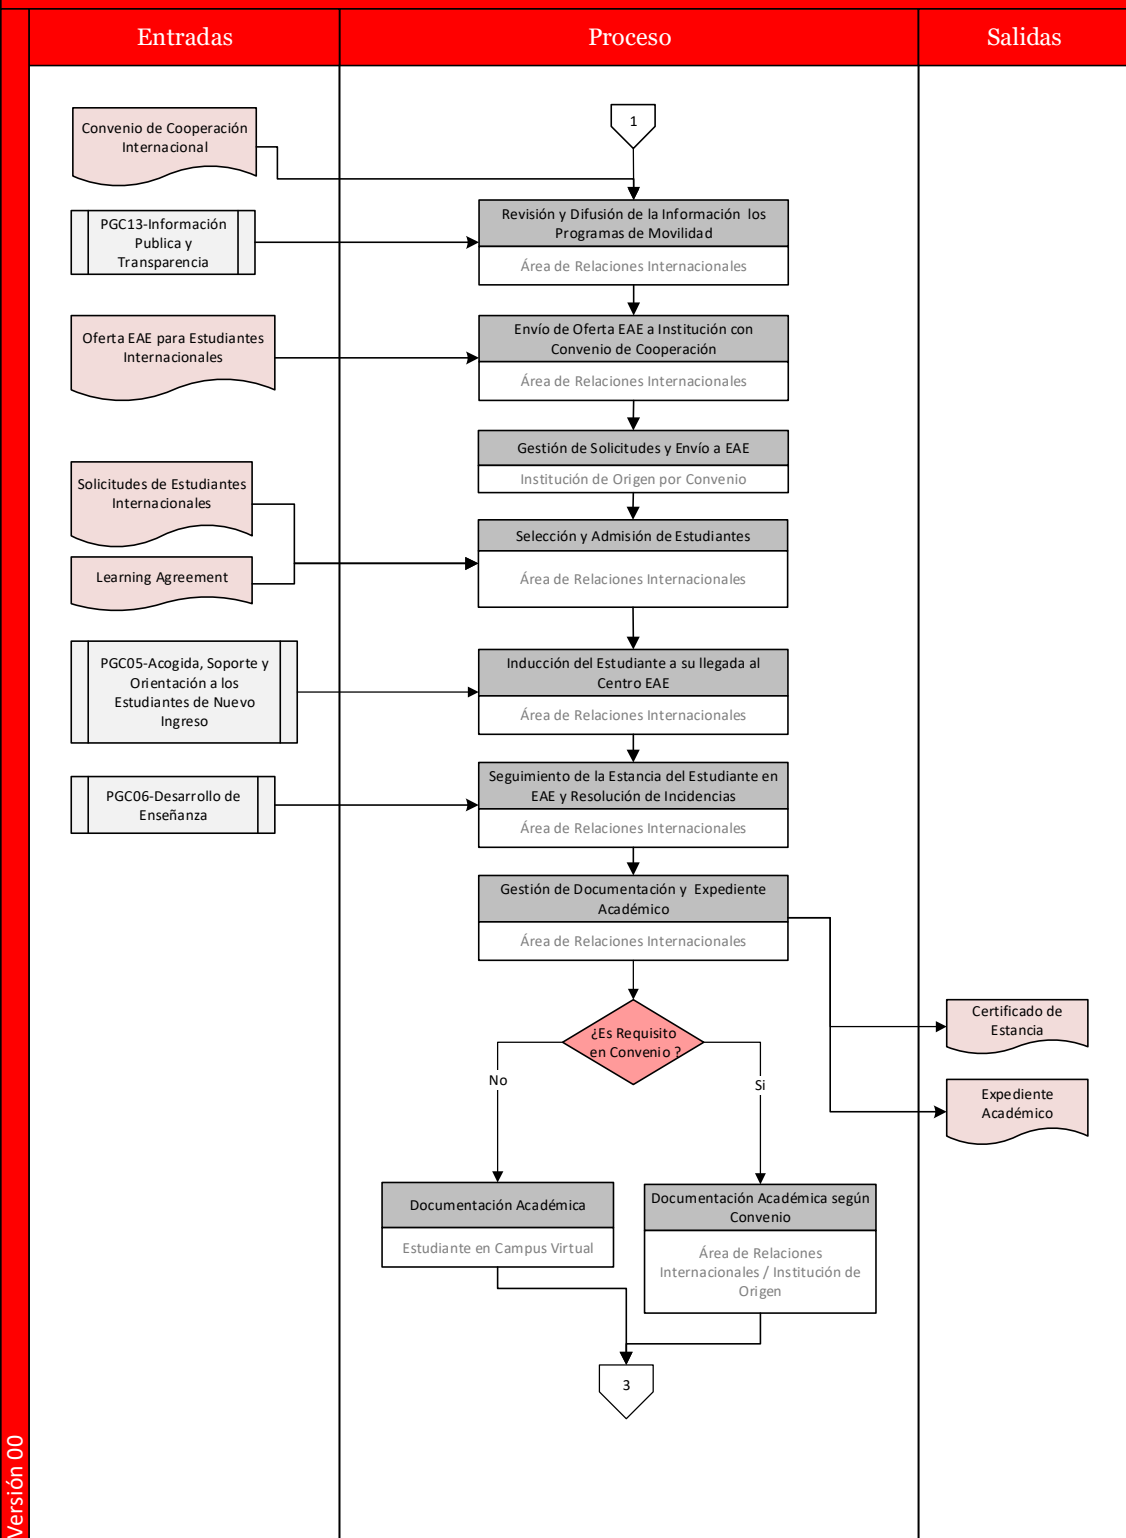 Entradas
Proceso
Salidas
Convenio de Cooperación
Internacional
1
PGC13-Información
Publica y
Transparencia
Revisión y Difusión de la Información los
Programas de Movilidad
Área de Relaciones Internacionales
Oferta EAE para Estudiantes
Internacionales
Envío de Oferta EAE a Institución con
Convenio de Cooperación
Área de Relaciones Internacionales
Gestión de Solicitudes y Envío a EAE
Institución de Origen por Convenio
Solicitudes de Estudiantes
Internacionales
Learning Agreement
Selección y Admisión de Estudiantes
Área de Relaciones Internacionales
PGC05-Acogida, Soporte y
Orientación a los
Estudiantes de Nuevo
Ingreso
Inducción del Estudiante a su llegada al
Centro EAE
Área de Relaciones Internacionales
PGC06-Desarrollo de
Enseñanza
Seguimiento de la Estancia del Estudiante en
EAE y Resolución de Incidencias
Área de Relaciones Internacionales
Gestión de Documentación y Expediente
Académico
Área de Relaciones Internacionales
¿Es Requisito
en Convenio ?
No
Si
Certificado de
Estancia
Expediente
Académico
Documentación Académica
Estudiante en Campus Virtual
Documentación Académica según
Convenio
Área de Relaciones
Internacionales / Institución de
Origen
3
Versión 00